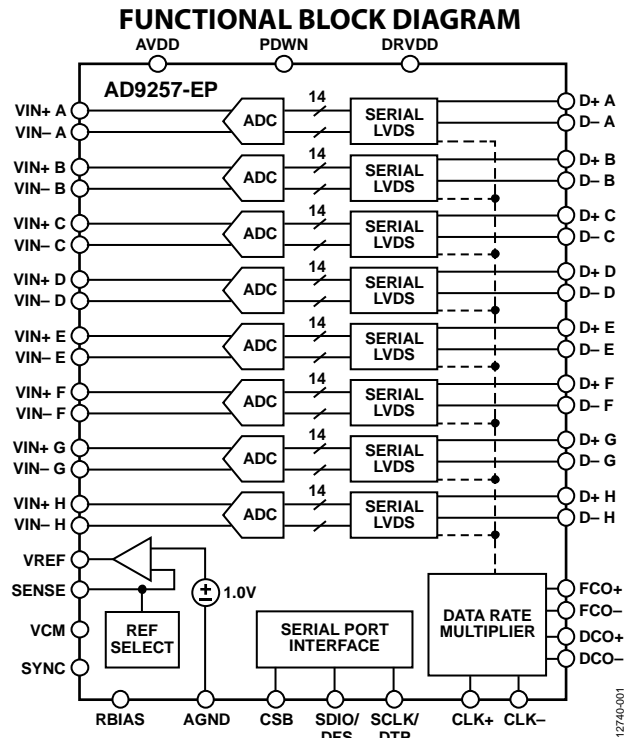 FUNCTIONAL BLOCK DIAGRAM
AVDD PDWN DRVDD
AD9257-EP
VIN+ A
VIN– A
ADC
14
SERIAL
LVDS
D+ A
D– A
VIN+ B
VIN– B
ADC
14
SERIAL
LVDS
D+ B
D– B
VIN+ C
VIN– C
ADC
14
SERIAL
LVDS
D+ C
D– C
VIN+ D
VIN– D
ADC
14
SERIAL
LVDS
D+ D
D– D
VIN+ E
VIN– E
ADC
14
SERIAL
LVDS
D+ E
D– E
VIN+ F
VIN– F
ADC
14
SERIAL
LVDS
D+ F
D– F
VIN+ G
VIN– G
ADC
14
SERIAL
LVDS
D+ G
D– G
VIN+ H
VIN– H
ADC
14
SERIAL
LVDS
D+ H
D– H
VREF
SENSE
VCM
SYNC
REF
SELECT
1.0V
SERIAL PORT
INTERFACE
DATA RATE
MULTIPLIER
FCO+
FCO–
DCO+
DCO–
RBIAS AGND CSB SDIO/ SCLK/ CLK+ CLK–
DFS DTP
12740-001